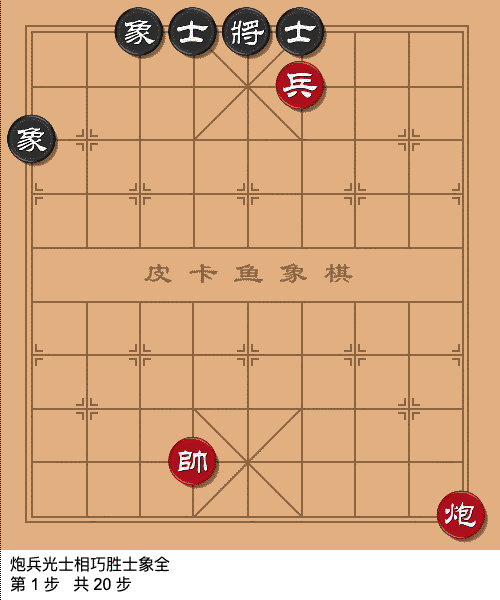 象士將士
兵
象
皮卡鱼象棋
帥
炮
炮兵光士相巧胜士象全
第 1 步 共 20 步